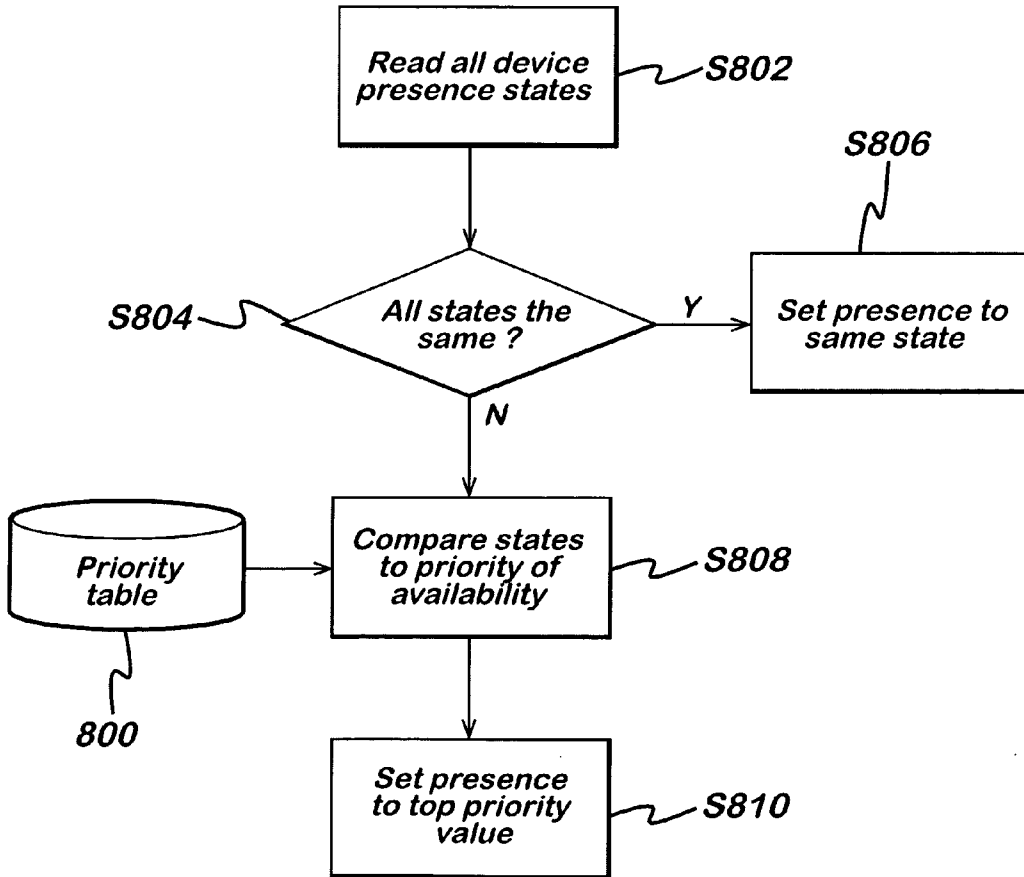 Read all device
presence states
S802
S806
S804
All states the
same ?
Y
Set presence to
same state
N
Priority
table
Compare states
to priority of
availability
S808
800
Set presence
to top priority
value
S810